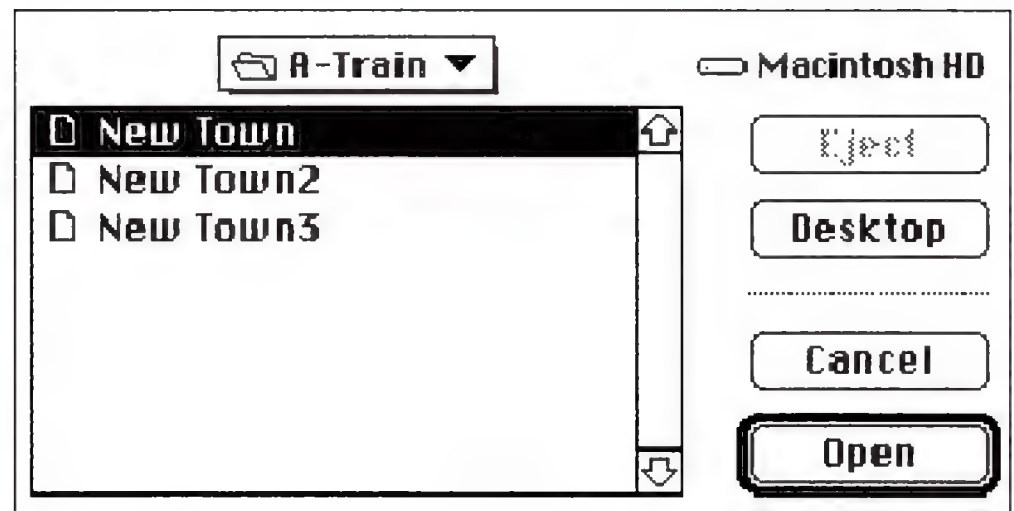 A-Train
Macintosh HD
New Town
New Town2
New Town3
Eject
Desktop
Cancel
Open